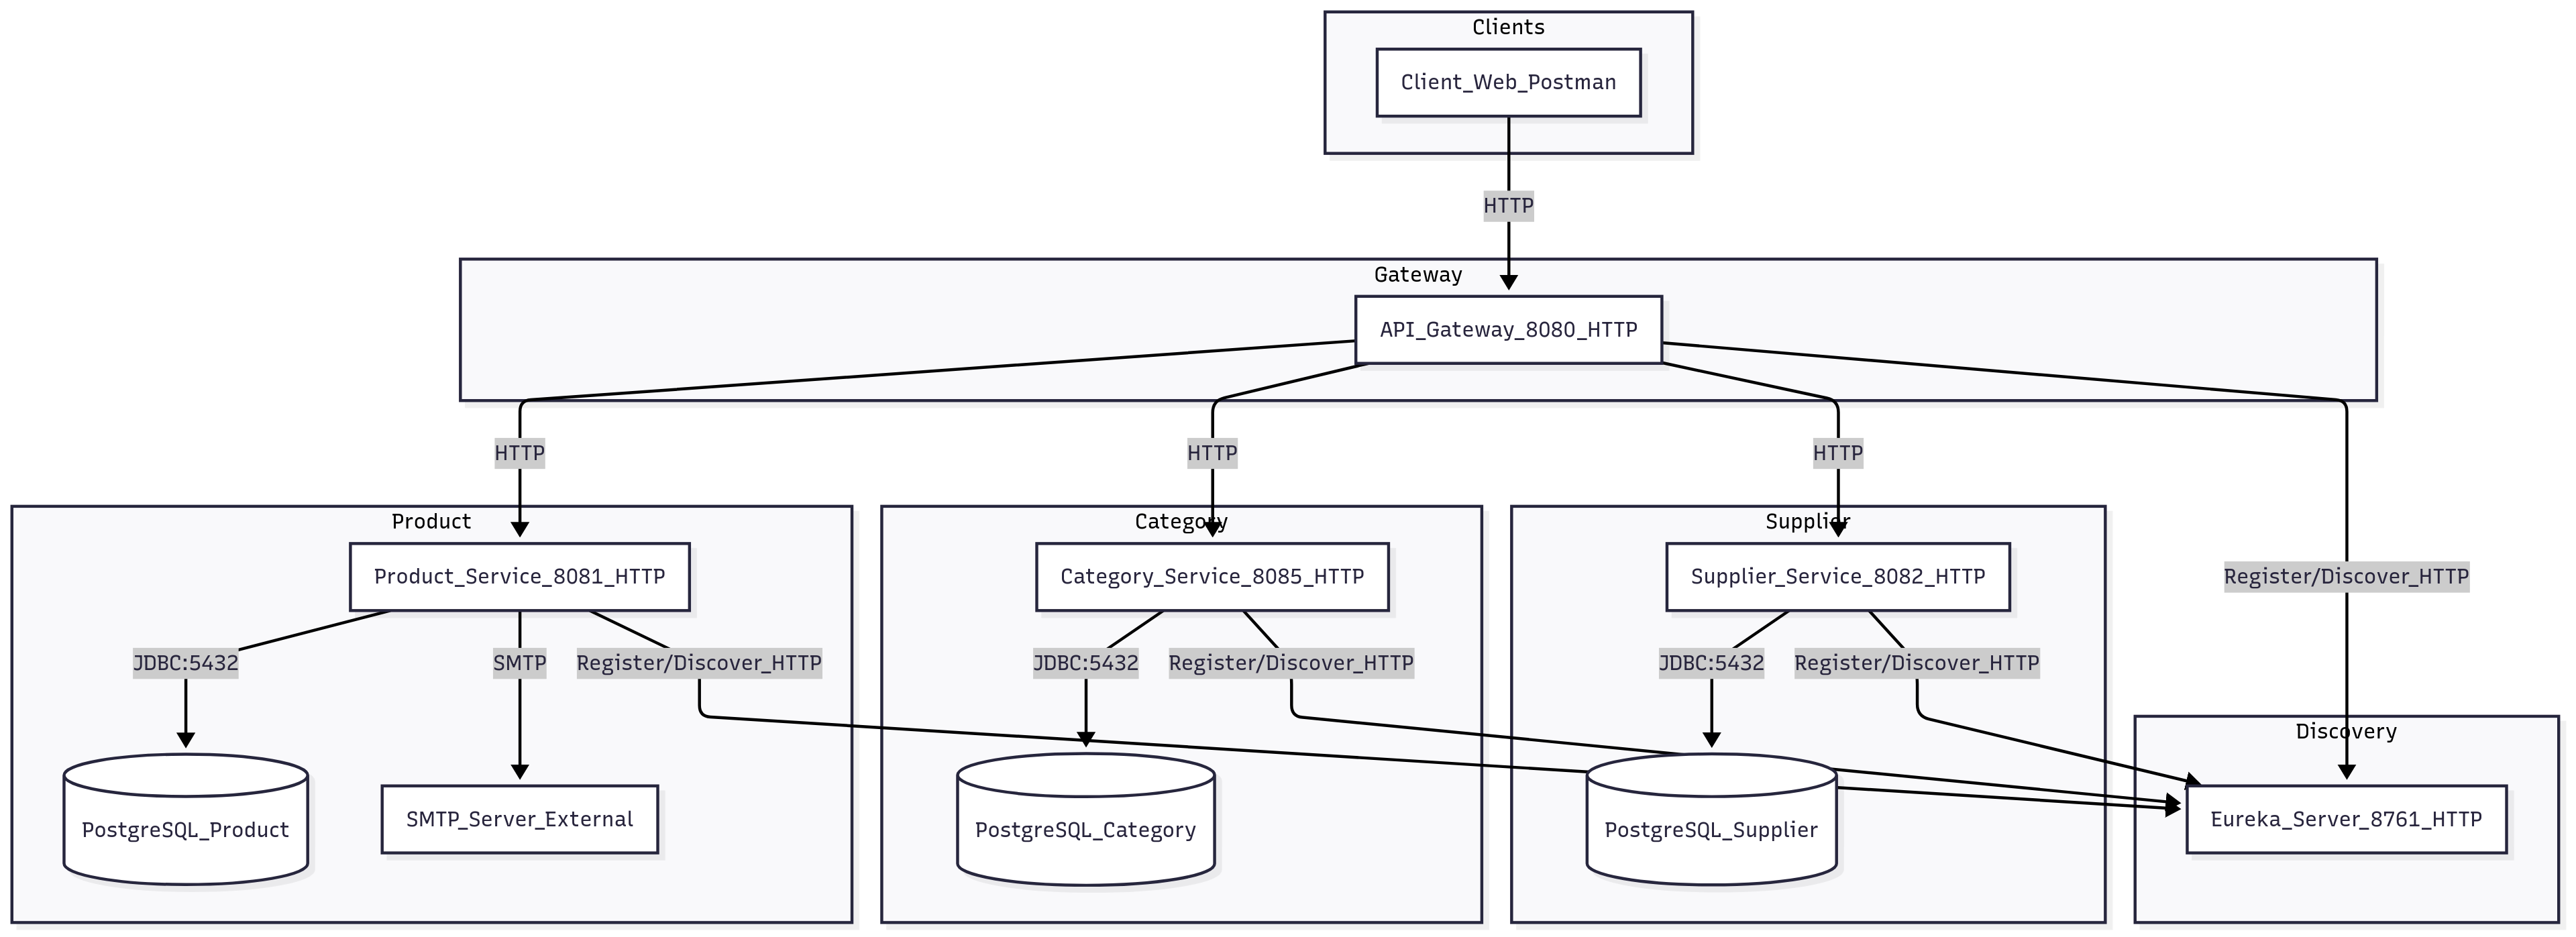 Clients
Client_Web_Postman
HTTP
Gateway
API_Gateway_8080_HTTP
HTTP
HTTP
HTTP
Product
Category
Supplier
Product_Service_8081_HTTP
Category_Service_8085_HTTP
Supplier_Service_8082_HTTP
Register/Discover_HTTP
JDBC:5432
SMTP
Register/Discover_HTTP
JDBC:5432
Register/Discover_HTTP
JDBC:5432
Register/Discover_HTTP
Discovery
PostgreSQL_Product
SMTP_Server_External
PostgreSQL_Category
PostgreSQL_Supplier
Eureka_Server_8761_HTTP